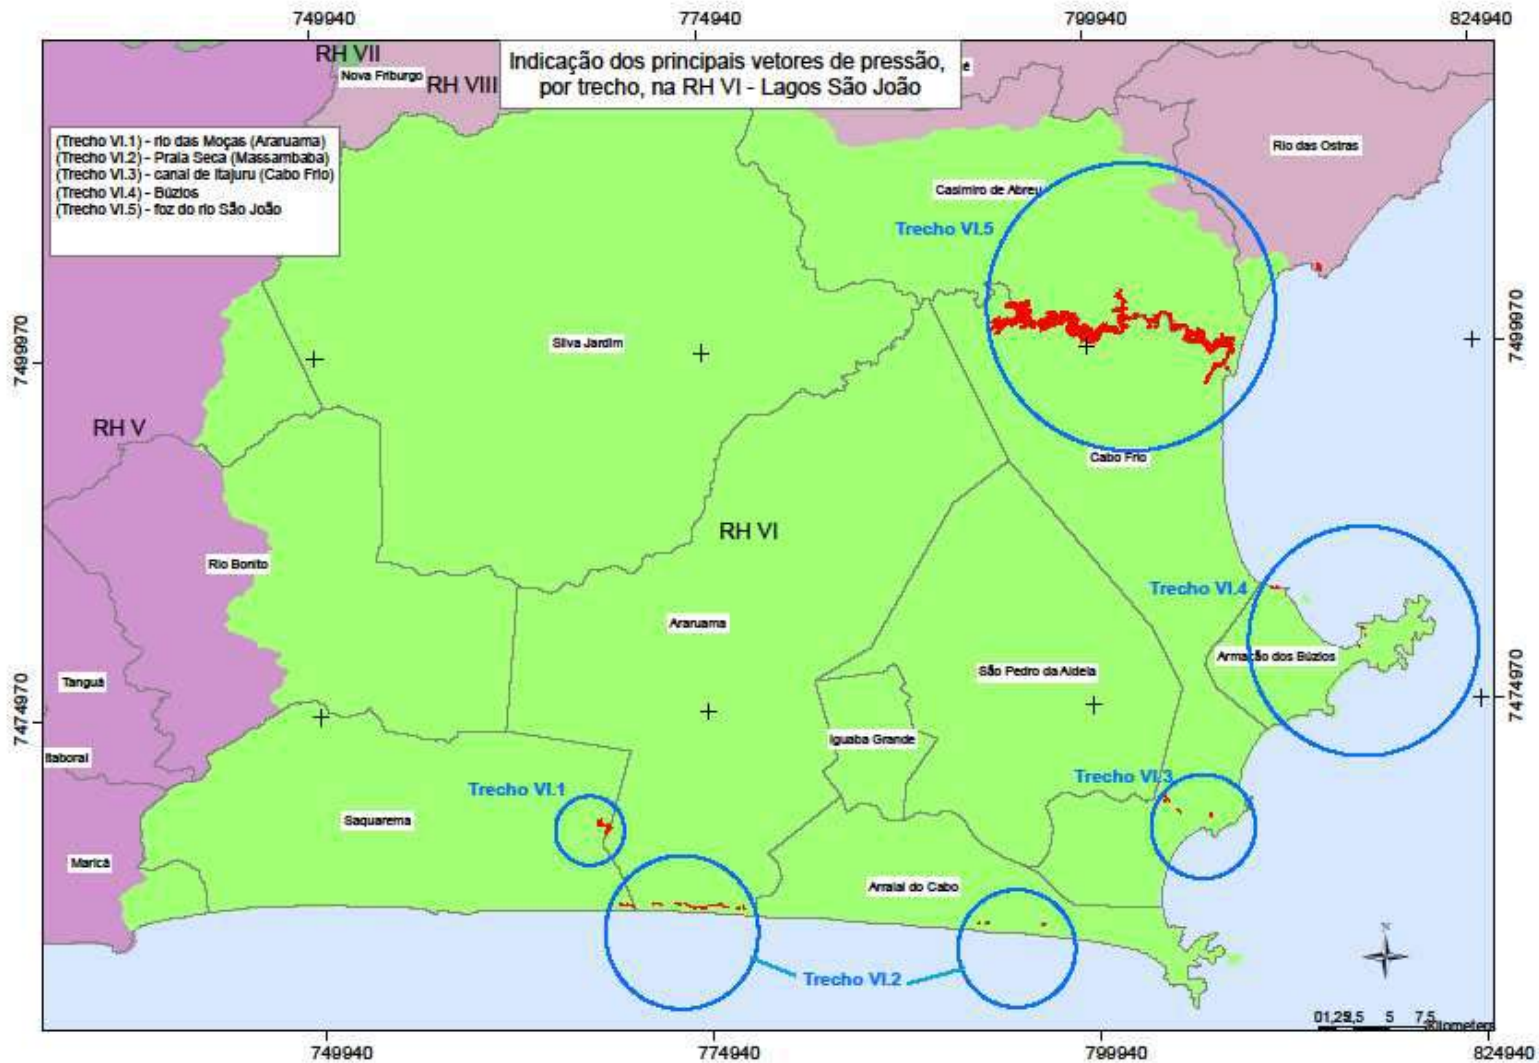 749940
774940
799940
824940
RH VII
Nova Friburgo
RH VIII
Indicação dos principais vetores de pressão,
por trecho, na RH VI - Lagos São João
(Trecho VI.1) - rio das Moças (Araruama)
(Trecho VI.2) - Praia Seca (Massambaba)
(Trecho VI.3) - canal de Itajuru (Cabo Frio)
(Trecho VI.4) - Búzios
(Trecho VI.5) - foz do rio São João
Rio das Ostras
Casimiro de Abreu
Trecho VI.5
7499970
7499970
Silva Jardim
RH V
Cabo Frio
RH VI
Rio Bonito
Trecho VI.4
Araruama
Armação dos Búzios
São Pedro da Aldeia
Tanguá
7474970
7474970
Iguaba Grande
Itaboraí
Trecho VI.3
Trecho VI.1
Saquarema
Maricá
Arraial do Cabo
N
Trecho VI.2
5
7,5
Kilometers
749940
774940
799940
824940